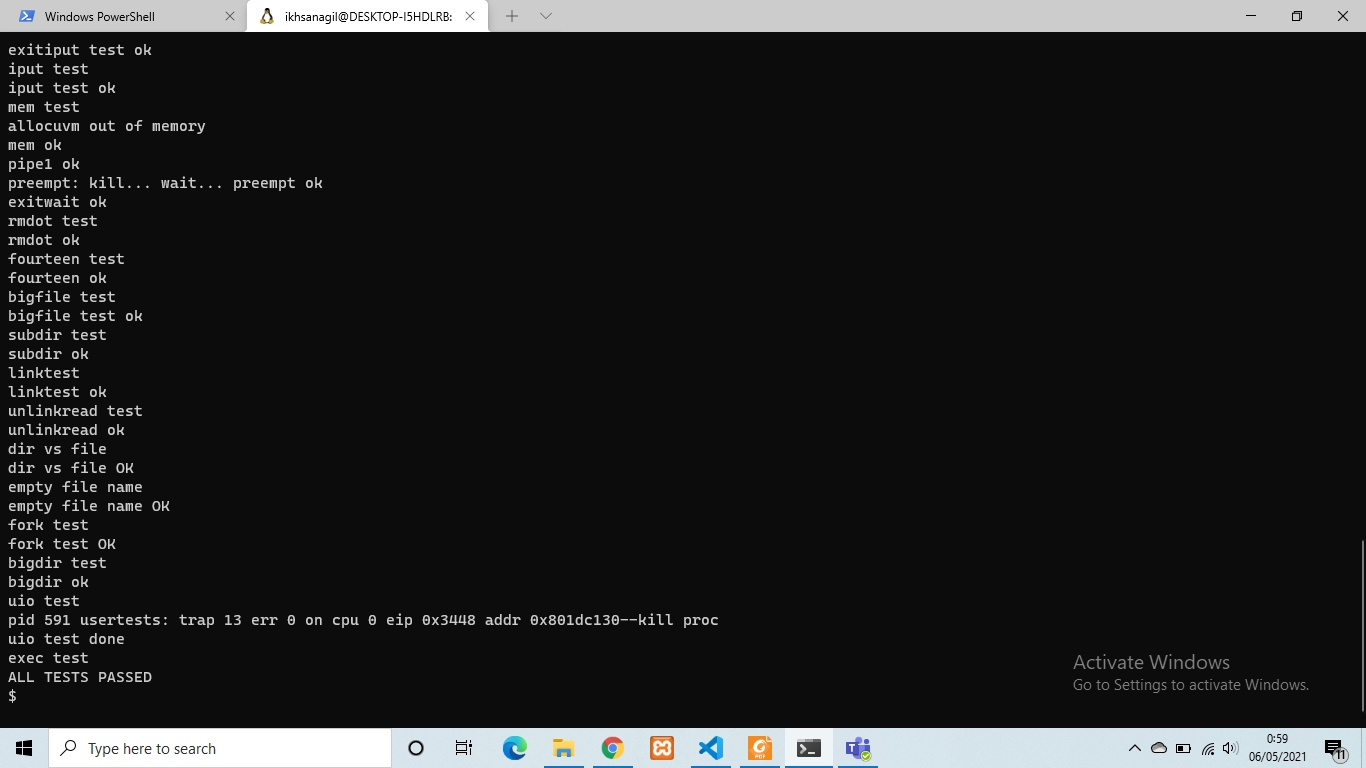 Windows PowerShell
ikhsanagil@DESKTOP-I5HDLRB:
exitiput test ok
iput test
iput test ok
mem test
allocuvm out of memory
mem ok
pipe1 ok
preempt: kill... wait... preempt ok
exitwait ok
rmdot test
rmdot ok
fourteen test
fourteen ok
bigfile test
bigfile test ok
subdir test
subdir ok
linktest
linktest ok
unlinkread test
unlinkread ok
dir vs file
dir vs file OK
empty file name
empty file name OK
fork test
fork test OK
bigdir test
bigdir ok
uio test
pid 591 usertests: trap 13 err 0 on cpu 0 eip 0x3448 addr 0x801dc130--kill proc
uio test done
exec test
ALL TESTS PASSED
$
Activate Windows
Go to Settings to activate Windows.
Type here to search
PDF
0:59
06/05/2021
11